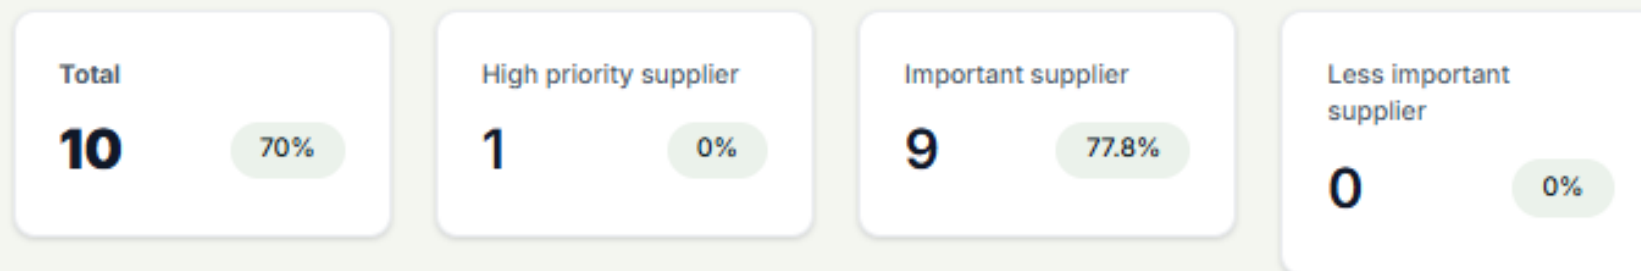 Total
10
70%
High priority supplier
1
0%
Important supplier
9
77.8%
Less important
supplier
0
0%